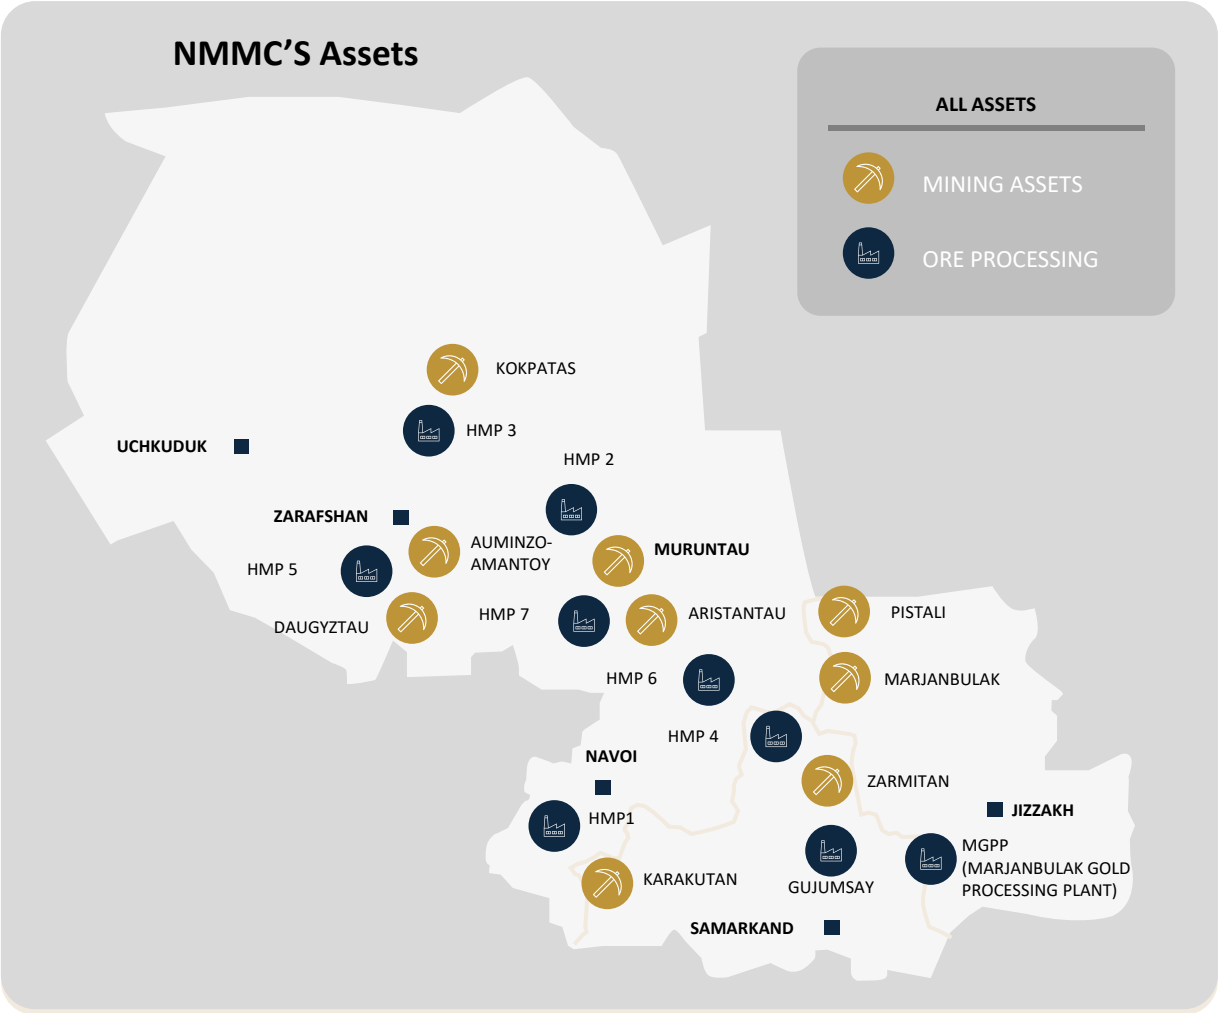 NMMC’S Assets
ALL ASSETS
MINING ASSETS
ORE PROCESSING
KOKPATAS
HMP 3
UCHKUDUK
HMP 2
ZARAFSHAN
AUMINZO-
AMANTOY
MURUNTAU
HMP 5
DAUGYZTAU
HMP 7
ARISTANTAU
PISTALI
HMP 6
MARJANBULAK
HMP 4
NAVOI
ZARMITAN
HMP1
JIZZAKH
MGPP
(MARJANBULAK GOLD
PROCESSING PLANT)
KARAKUTAN
GUJUMSAY
SAMARKAND